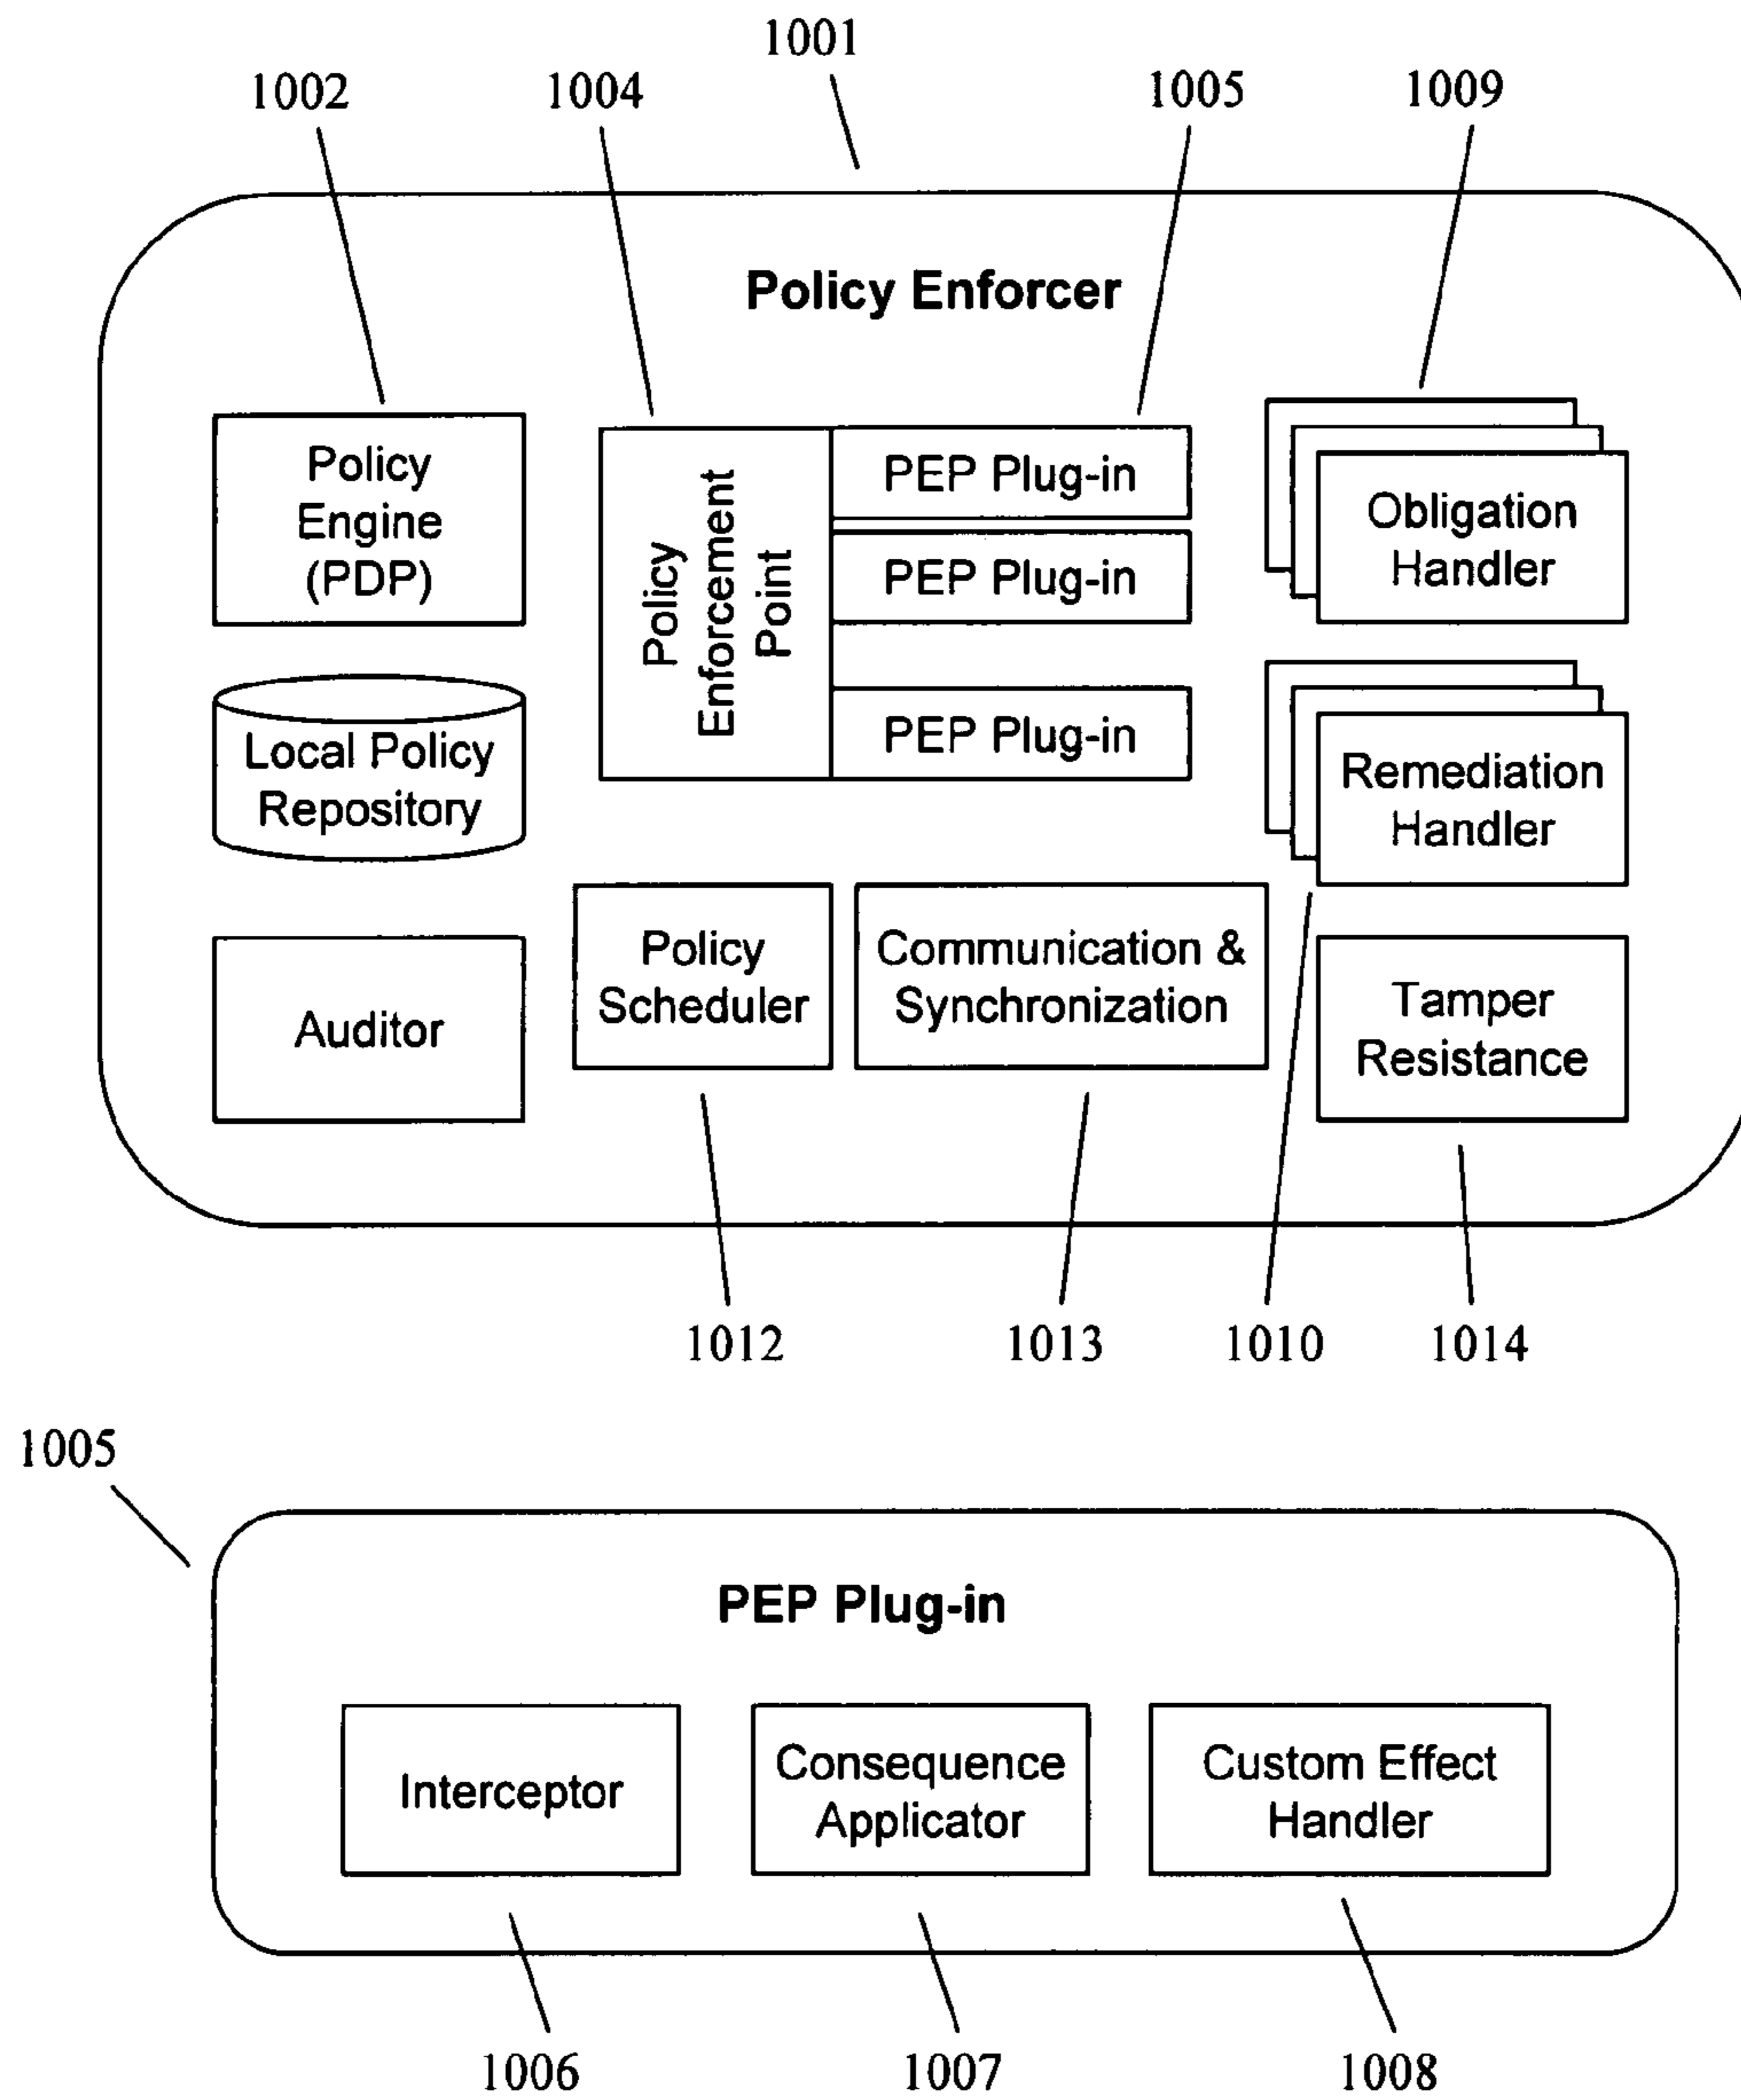 1001
1002
1004
1005
1009
Policy Enforcer
Policy
Engine
(PDP)
Policy
Enforcement
Point
PEP Plug-in
PEP Plug-in
PEP Plug-in
Obligation
Handler
Local Policy
Repository
Remediation
Handler
Auditor
Policy
Scheduler
Communication &
Synchronization
Tamper
Resistance
1012
1013
1010
1014
1005
PEP Plug-in
Interceptor
Consequence
Applicator
Custom Effect
Handler
1006
1007
1008